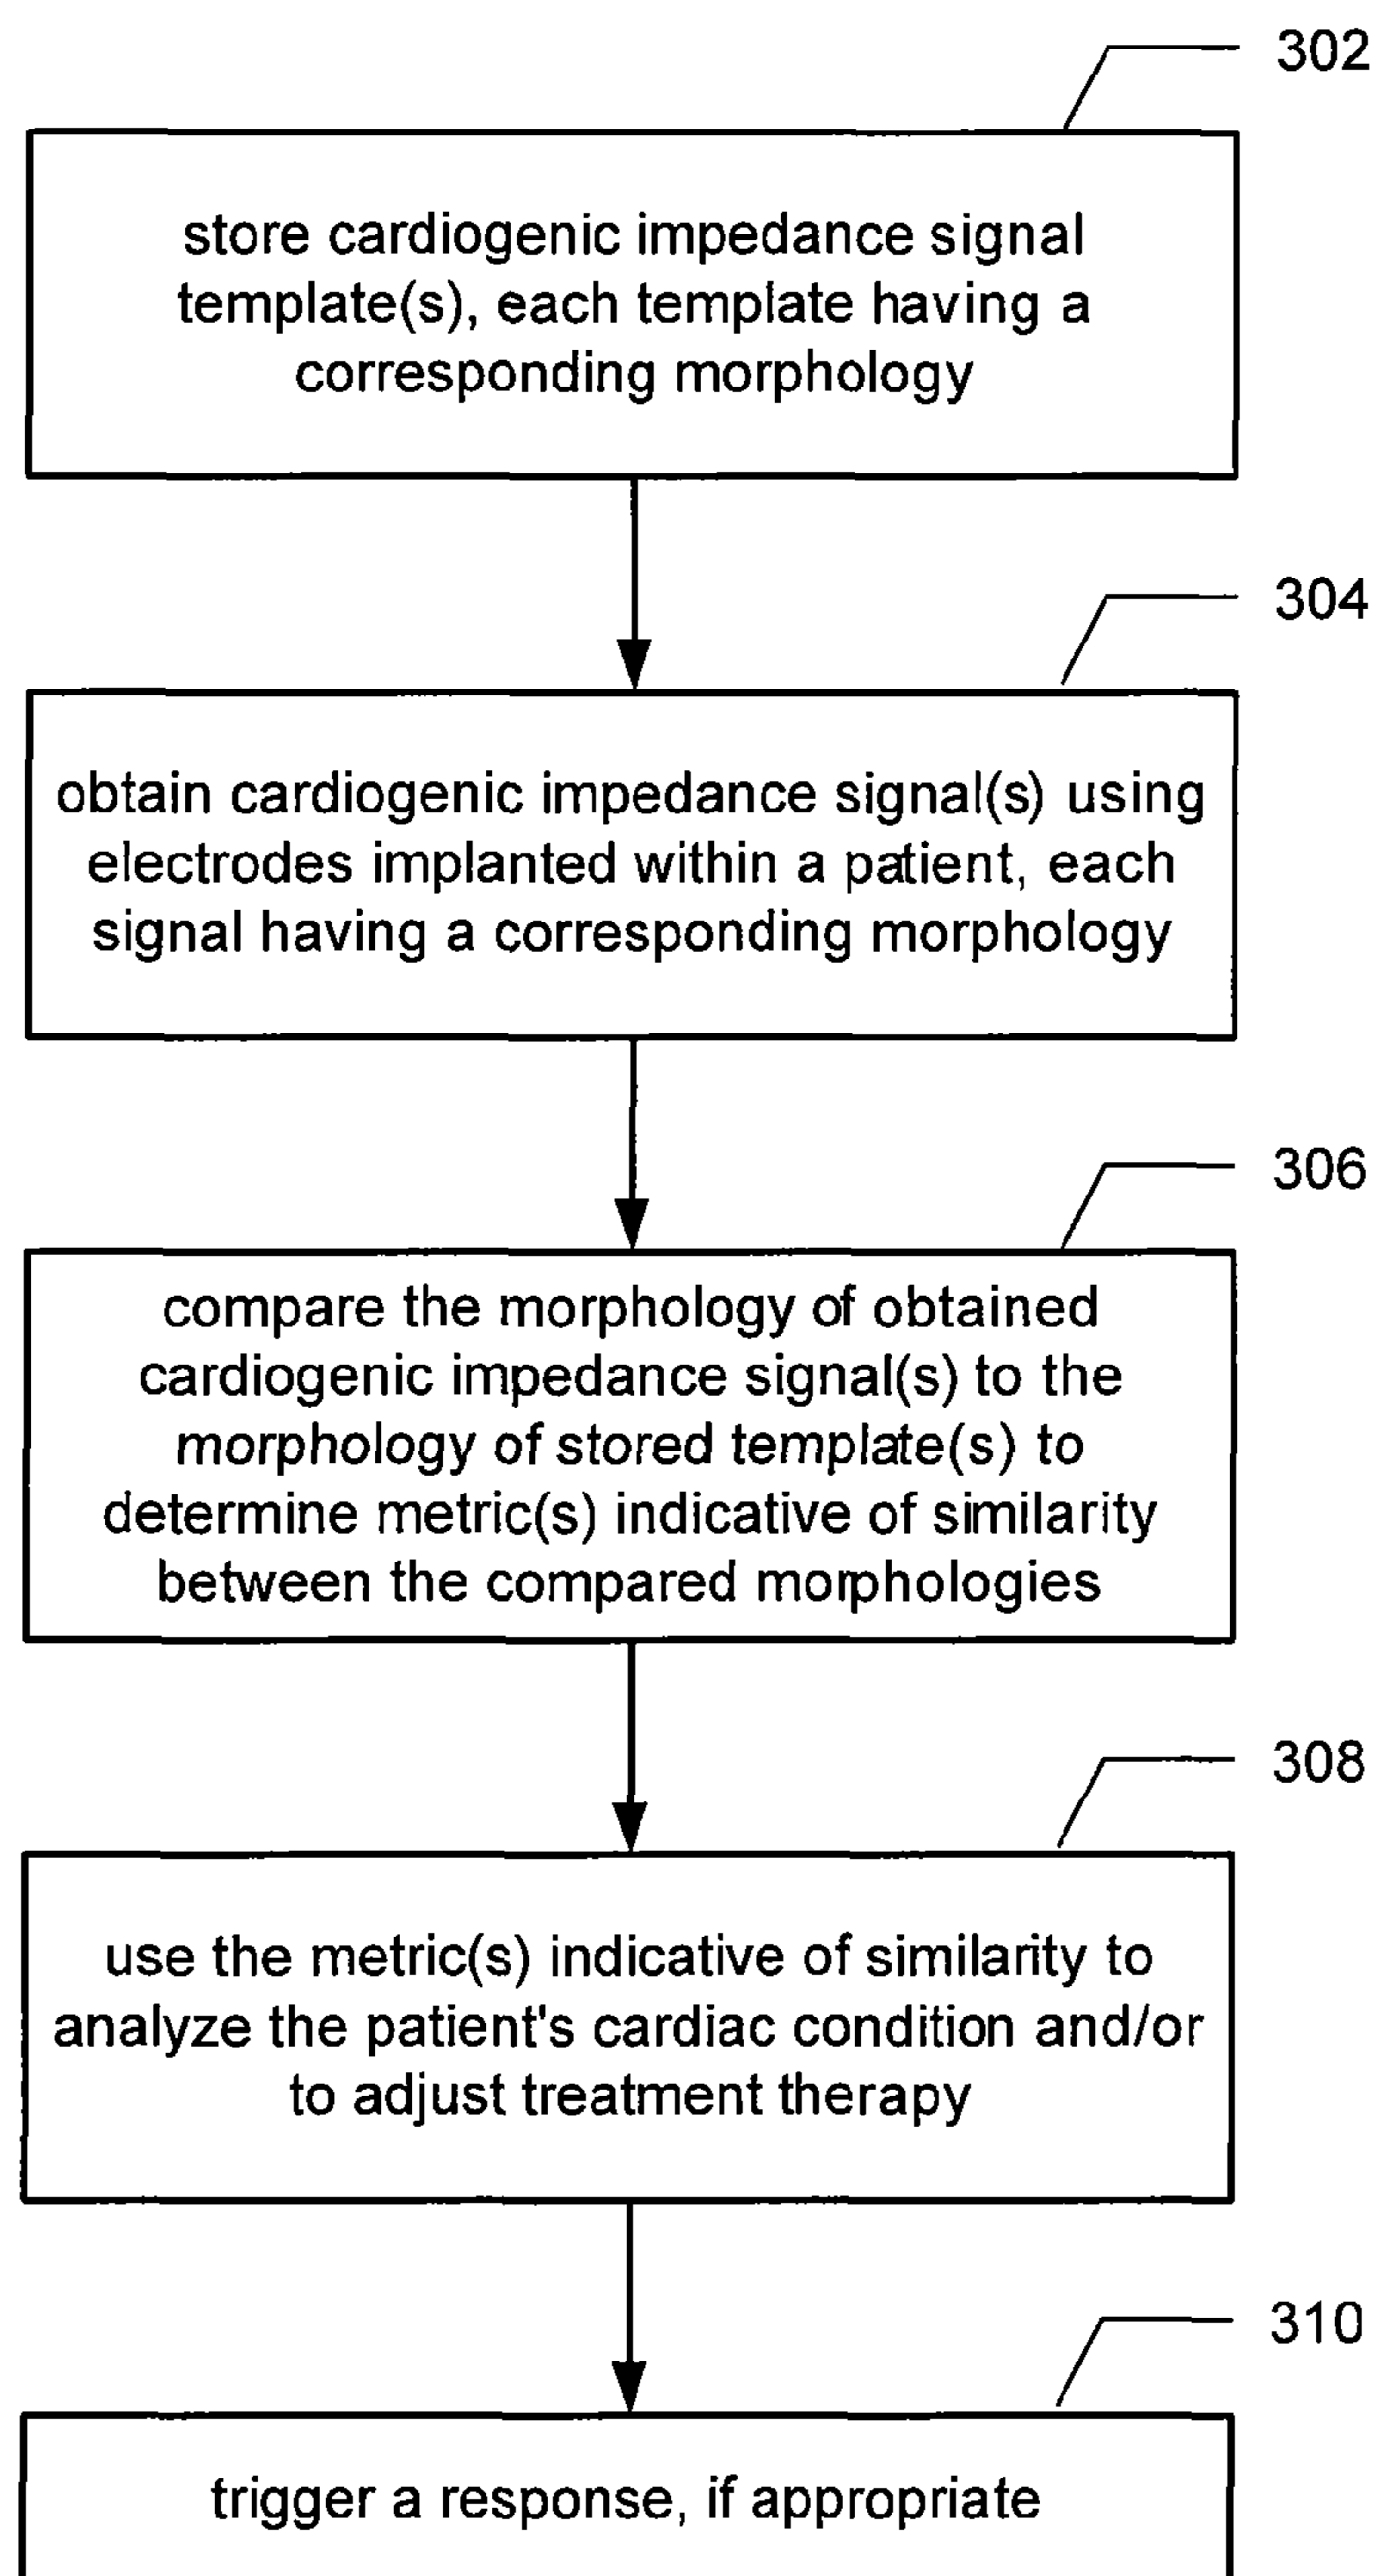 302
store cardiogenic impedance signal
template(s), each template having a
corresponding morphology
304
obtain cardiogenic impedance signal(s) using
electrodes implanted within a patient, each
signal having a corresponding morphology
306
compare the morphology of obtained
cardiogenic impedance signal(s) to the
morphology of stored template(s) to
determine metric(s) indicative of similarity
between the compared morphologies
308
use the metric(s) indicative of similarity to
analyze the patient's cardiac condition and/or
to adjust treatment therapy
310
trigger a response, if appropriate